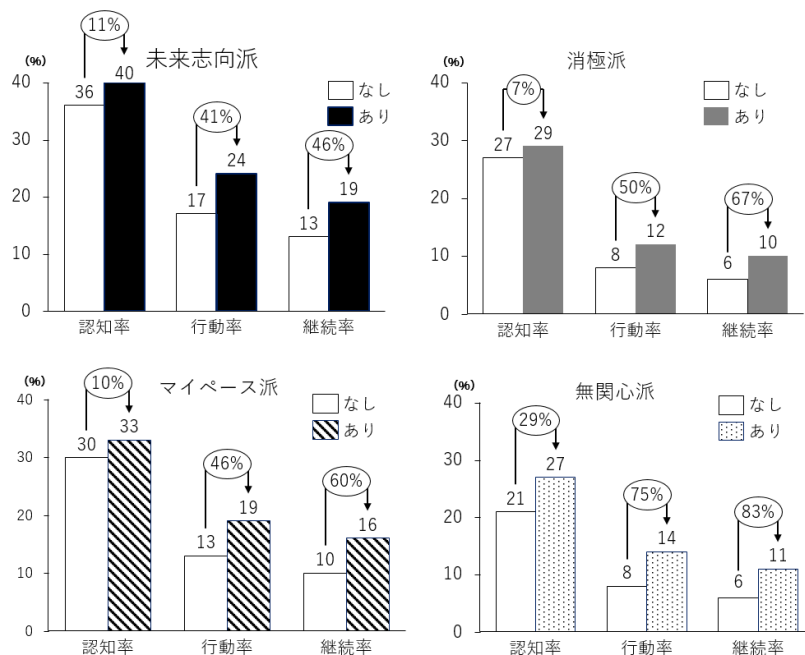 未来志向派
(%)
なし
あり
40
30
20
10
0
11%
36
40
41%
17
24
46%
13
19
認知率
行動率
継続率
消極派
(%)
なし
あり
40
30
20
10
0
7%
27
29
50%
8
12
67%
6
10
認知率
行動率
継続率
マイペース派
(%)
なし
あり
40
30
20
10
0
10%
30
33
46%
13
19
60%
10
16
認知率
行動率
継続率
無関心派
(%)
なし
あり
40
30
20
10
0
29%
21
27
75%
8
14
83%
6
11
認知率
行動率
継続率